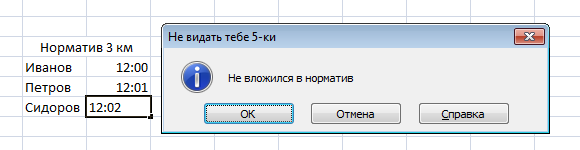 Не видать тебе 5-ки
Норматив 3 км
Иванов 12:00
Петров 12:01
Сидоров 12:02
Не вложился в норматив
ОК Отмена Справка